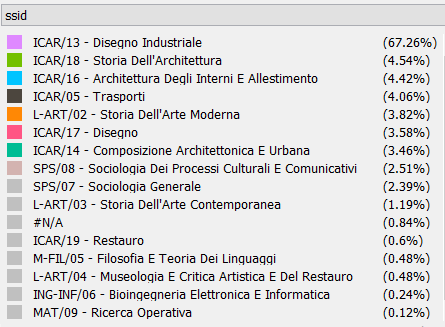 ssid
ICAR/13 - Disegno Industriale (67.26%)
ICAR/18 - Storia Dell'Architettura (4.54%)
ICAR/16 - Architettura Degli Interni E Allestimento (4.42%)
ICAR/05 - Trasporti (4.06%)
L-ART/02 - Storia Dell'Arte Moderna (3.82%)
ICAR/17 - Disegno (3.58%)
ICAR/14 - Composizione Architettonica E Urbana (3.46%)
SPS/08 - Sociologia Dei Processi Culturali E Comunicativi (2.51%)
SPS/07 - Sociologia Generale (2.39%)
L-ART/03 - Storia Dell'Arte Contemporanea (1.19%)
#N/A (0.84%)
ICAR/19 - Restauro (0.6%)
M-FIL/05 - Filosofia E Teoria Dei Linguaggi (0.48%)
L-ART/04 - Museologia E Critica Artistica E Del Restauro (0.48%)
ING-INF/06 - Bioingegneria Elettronica E Informatica (0.24%)
MAT/09 - Ricerca Operativa (0.12%)